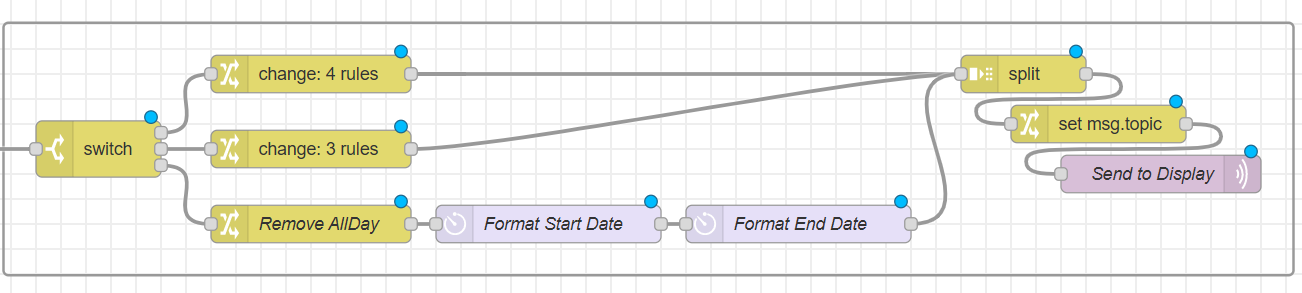 change: 4 rules
split
set msg.topic
switch
change: 3 rules
Send to Display
Remove AllDay
Format Start Date
Format End Date